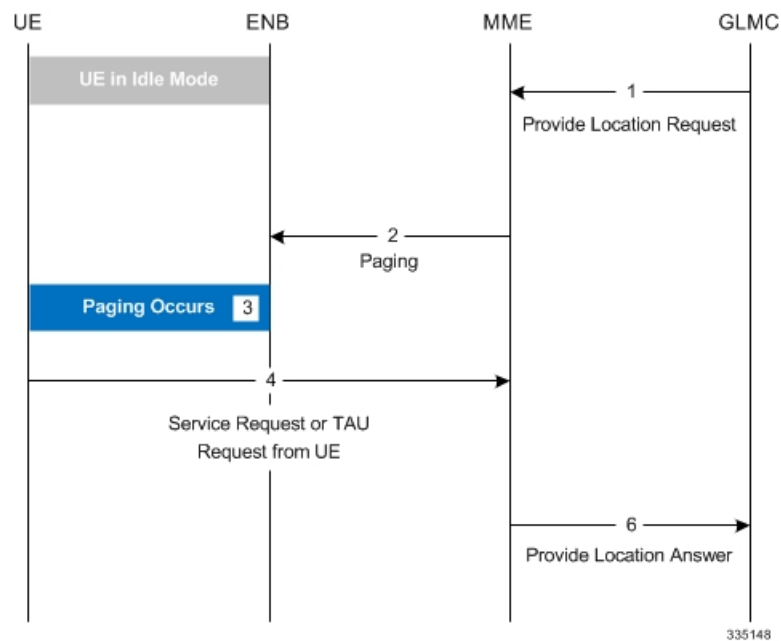 UE ENB MME GLMC
UE in Idle Mode
1
Provide Location Request
2
Paging
Paging Occurs 3
4
Service Request or TAU
Request from UE
6
Provide Location Answer
335148